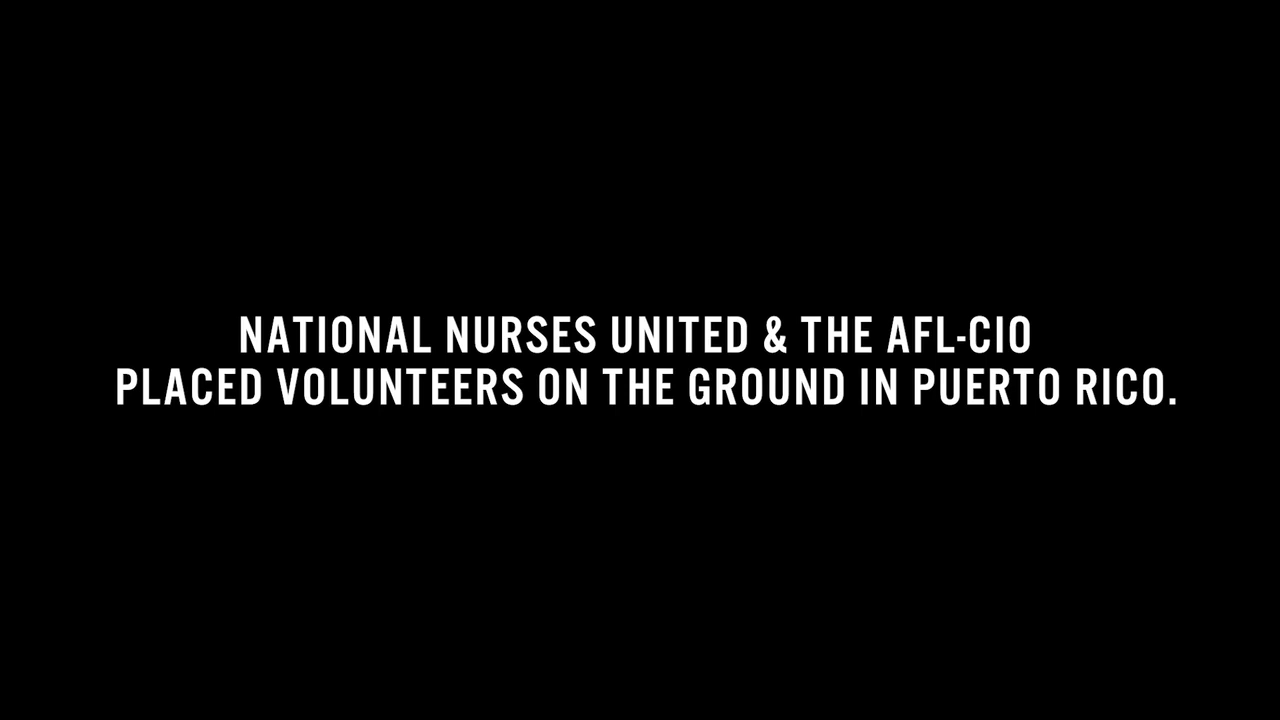 NATIONAL NURSES UNITED & THE AFL-CIO
PLACED VOLUNTEERS ON THE GROUND IN PUERTO RICO.